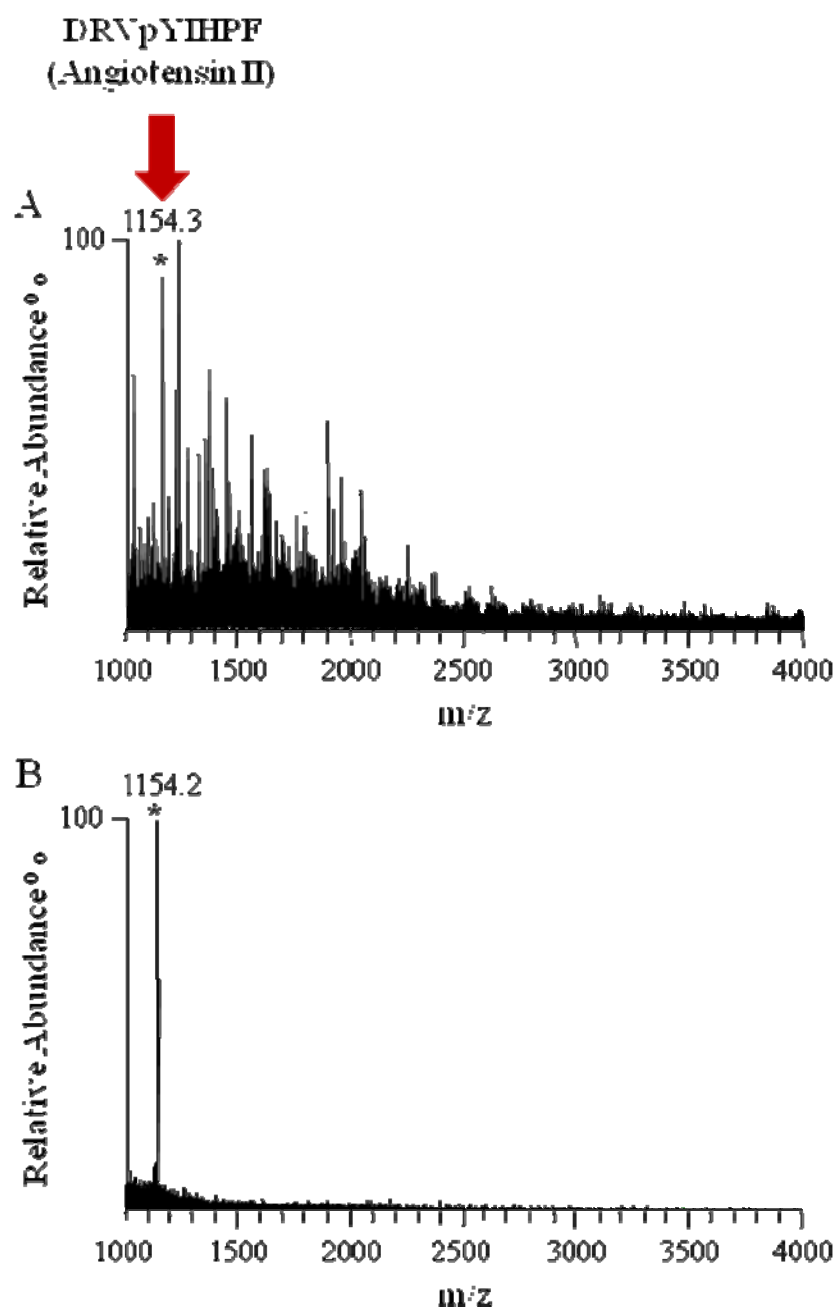 DRVpYIHPF
(Angiotensin II)
A
1154.3
100
*
Relative Abundance%
1000 1500 2000 2500 3000 3500 4000
m/z
B
1154.2
*
100
Relative Abundance%
1000 1500 2000 2500 3000 3500 4000
m/z